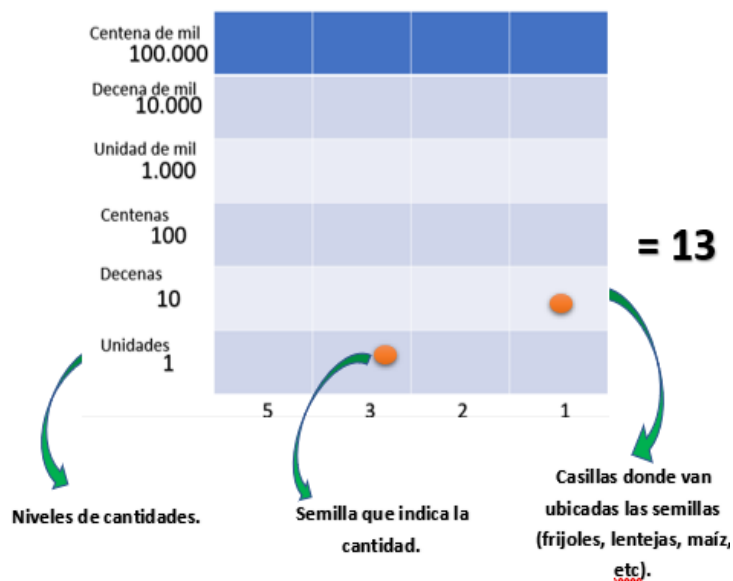 Centena de mil
100.000
Decena de mil
10.000
Unidad de mil
1.000
Centenas
100
= 13
Decenas
10
Unidades
1
5 3 2 1
Niveles de cantidades.
Semilla que indica la
cantidad.
Casillas donde van
ubicadas las semillas
(frijoles, lentejas, maíz,
etc).